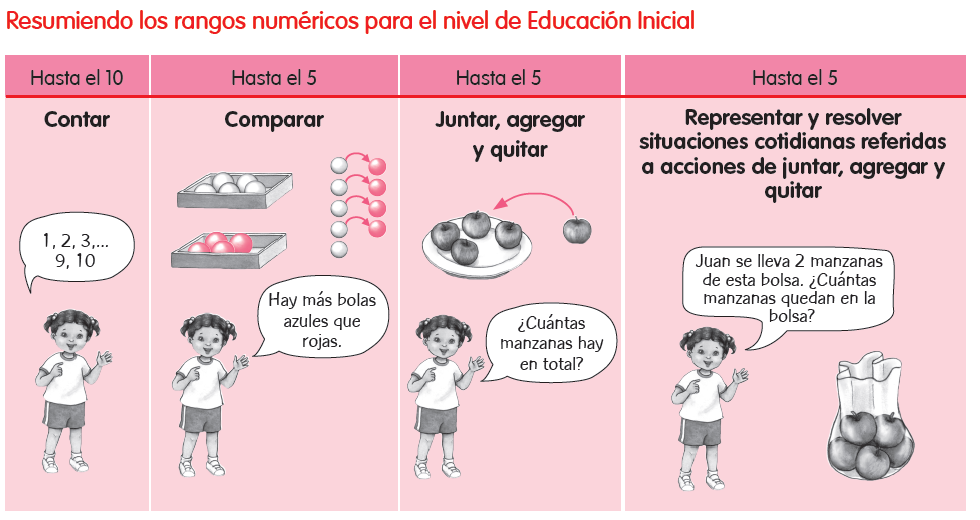 Resumiendo los rangos numéricos para el nivel de Educación Inicial
Hasta el 10
Contar
1, 2, 3,...
9, 10
Hasta el 5
Comparar
Hay más bolas
azules que
rojas.
Hasta el 5
Juntar, agregar
y quitar
¿Cuántas
manzanas hay
en total?
Hasta el 5
Representar y resolver
situaciones cotidianas referidas
a acciones de juntar, agregar y
quitar
Juan se lleva 2 manzanas
de esta bolsa. ¿Cuántas
manzanas quedan en la
bolsa?